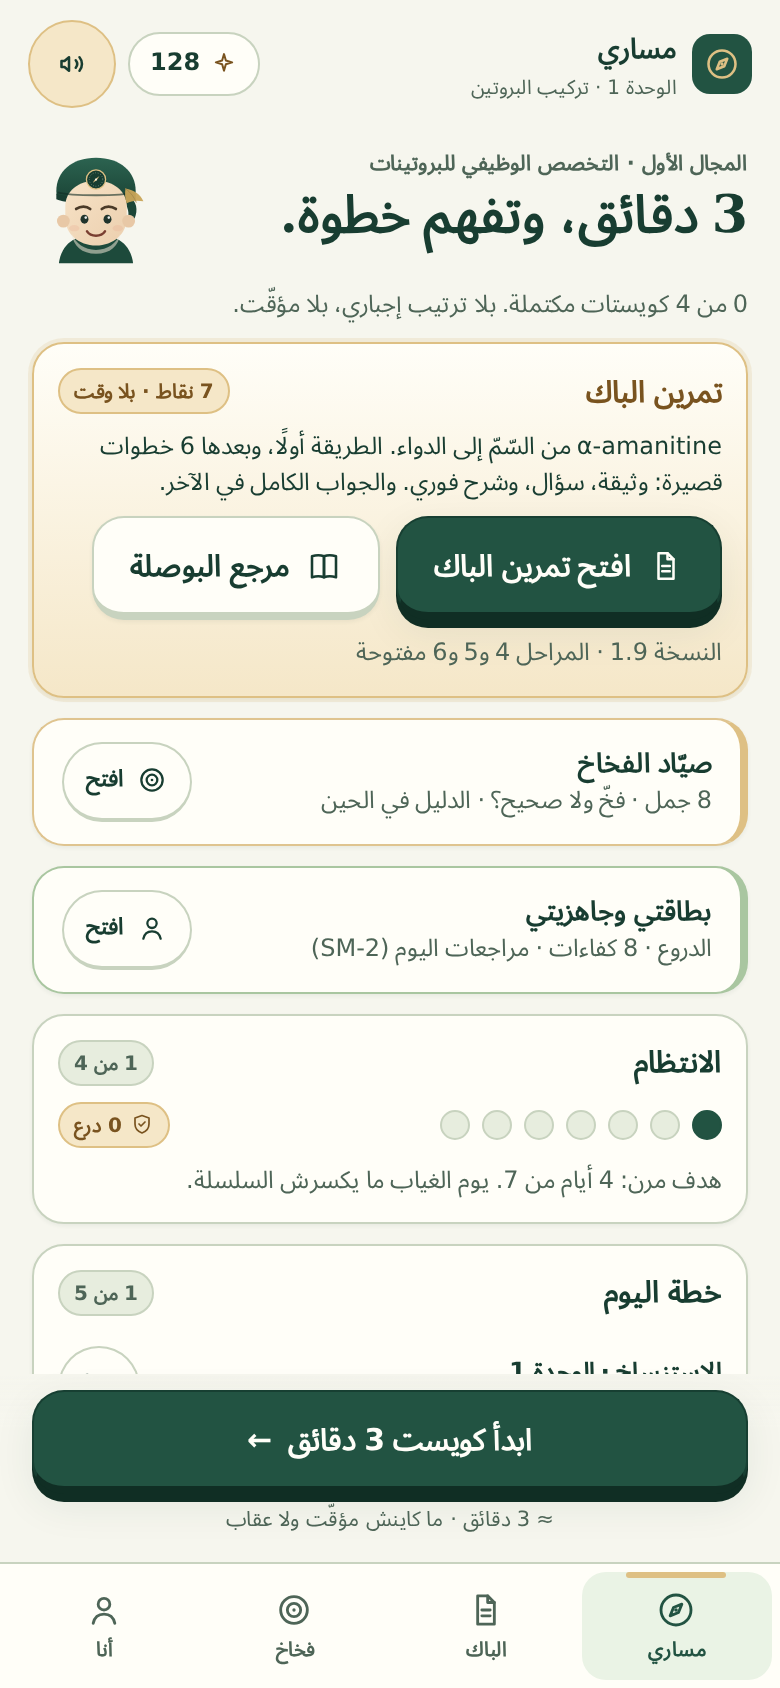 مساري
الوحدة 1 · تركيب البروتين
128
المجال الأول · التخصص الوظيفي للبروتينات
3 دقائق، وتفهم خطوة.
0 من 4 كويستات مكتملة. بلا ترتيب إجباري، بلا مؤقّت.
تمرين الباك
7 نقاط · بلا وقت
α-amanitine من السّمّ إلى الدواء. الطريقة أولًا، وبعدها 6 خطوات
قصيرة: وثيقة، سؤال، وشرح فوري. والجواب الكامل في الآخر.
افتح تمرين الباك
مرجع البوصلة
النسخة 1.9 · المراحل 4 و5 و6 مفتوحة
صيّاد الفخاخ
8 جمل · فخّ ولا صحيح؟ · الدليل في الحين
افتح
بطاقتي وجاهزيتي
الدروع · 8 كفاءات · مراجعات اليوم (SM-2)
افتح
الانتظام
1 من 4
0 درع
هدف مرن: 4 أيام من 7. يوم الغياب ما يكسرش السلسلة.
خطة اليوم
1 من 5
الاستنساخ · الوحدة 1
ابدأ كويست 3 دقائق ←
≈ 3 دقائق · ما كاينش مؤقّت ولا عقاب
مساري
الباك
فخاخ
أنا